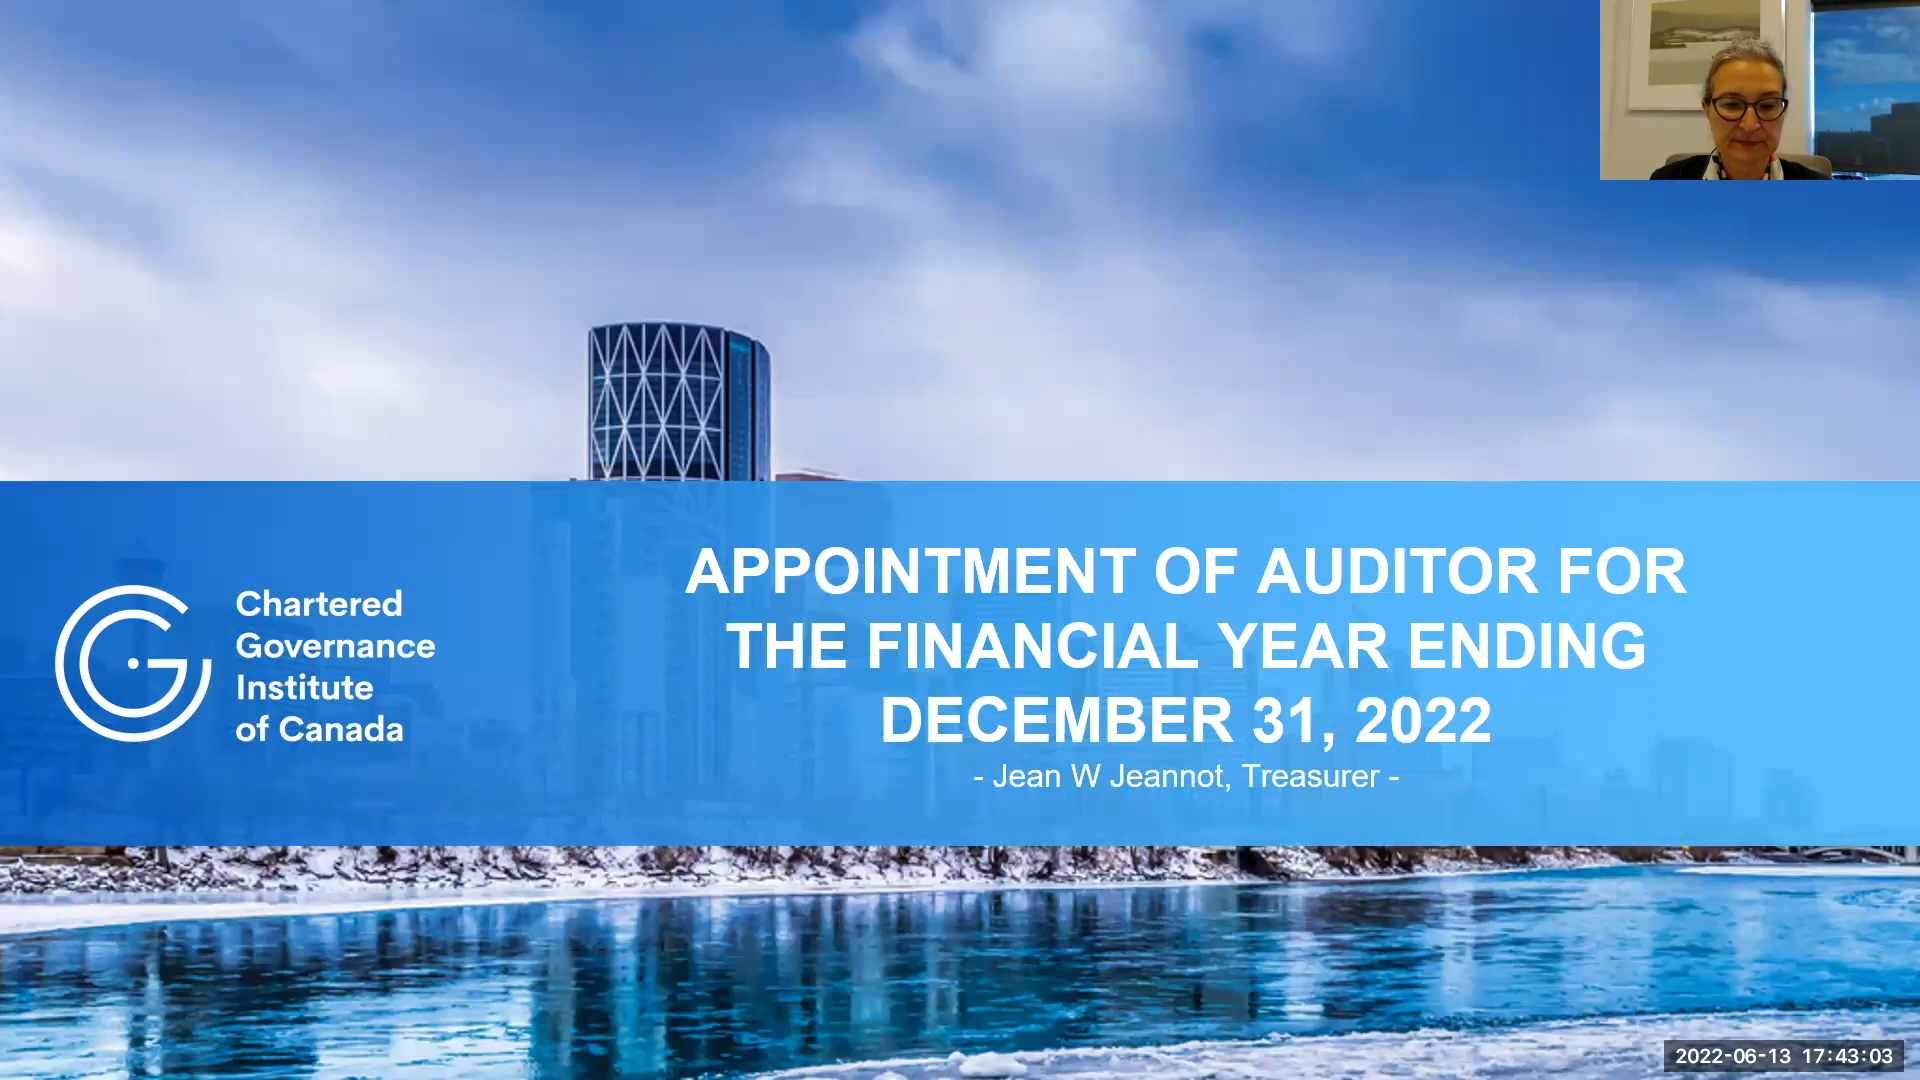 Chartered
Governance
Institute
of Canada
APPOINTMENT OF AUDITOR FOR
THE FINANCIAL YEAR ENDING
DECEMBER 31, 2022
- Jean W Jeannot, Treasurer -
2022-06-13 17:43:03